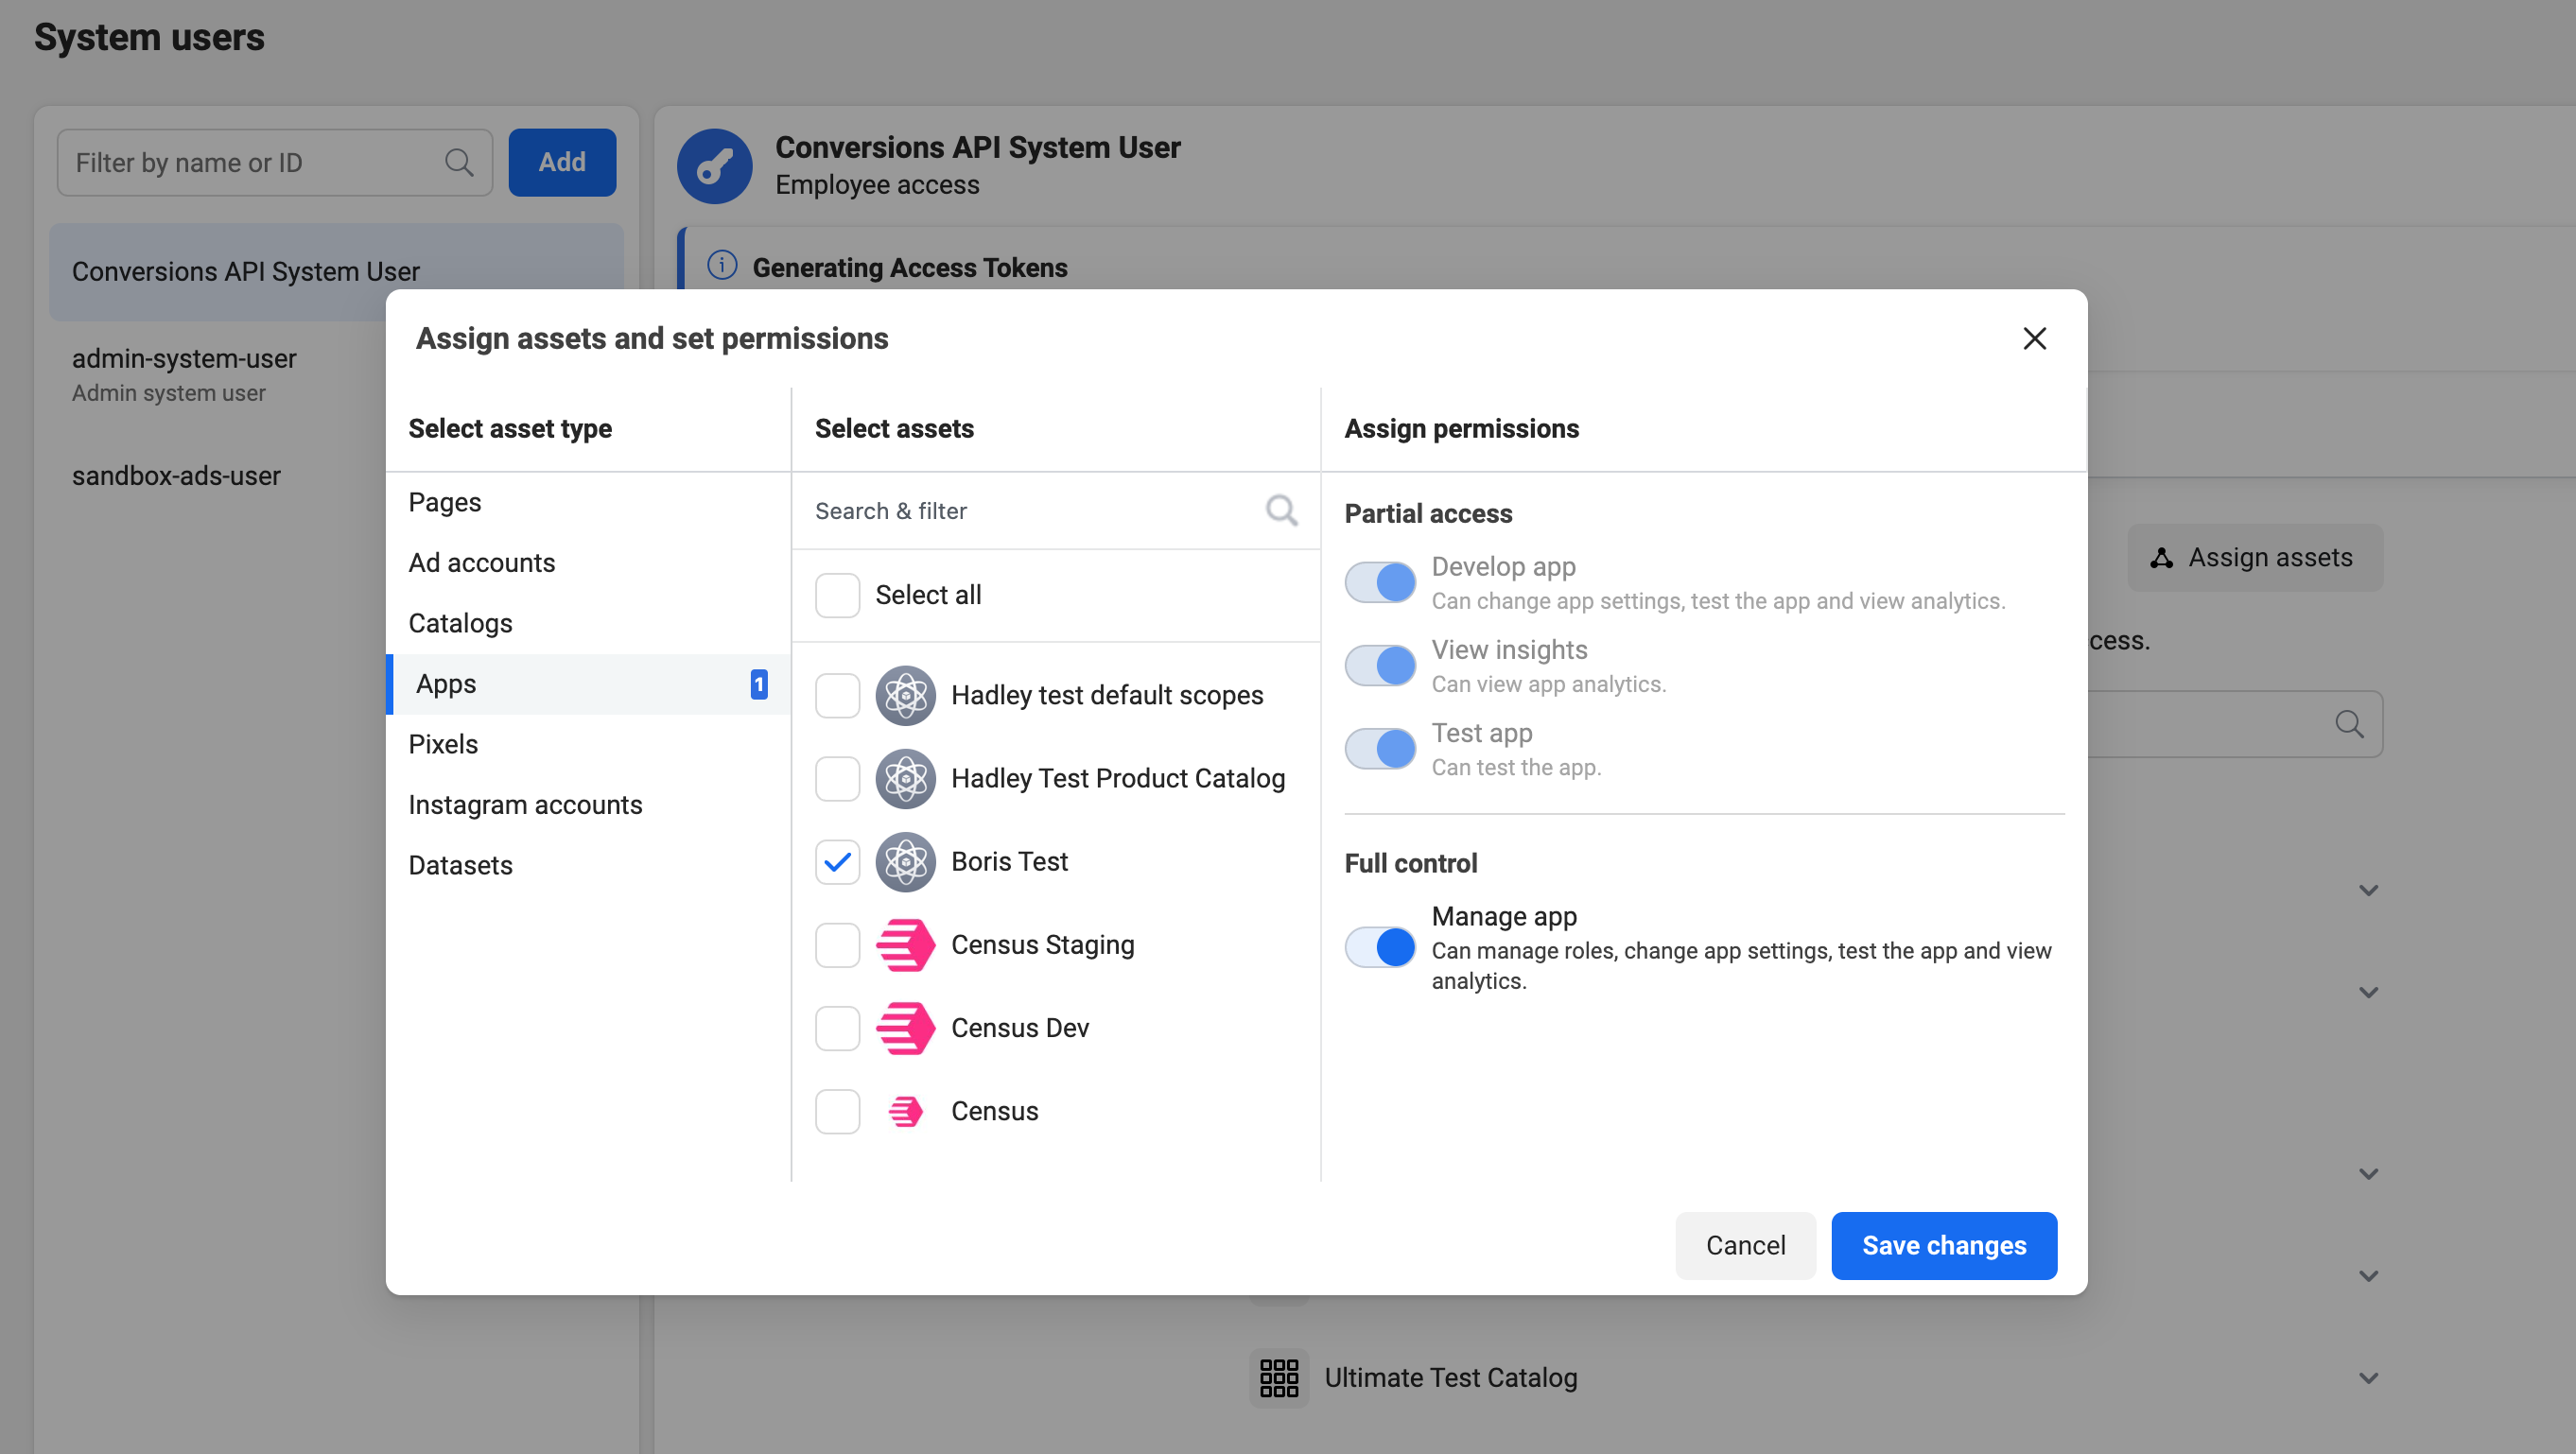 System users
Filter by name or ID
Add
Conversions API System User
admin-system-user
Admin system user
sandbox-ads-user
Conversions API System User
Employee access
Generating Access Tokens
Assign assets
cess.
Ultimate Test Catalog
Assign assets and set permissions
Select asset type
Pages
Ad accounts
Catalogs
Apps
1
Pixels
Instagram accounts
Datasets
Select assets
Search & filter
Select all
Hadley test default scopes
Hadley Test Product Catalog
Boris Test
Census Staging
Census Dev
Census
Assign permissions
Partial access
Develop app
Can change app settings, test the app and view analytics.
View insights
Can view app analytics.
Test app
Can test the app.
Full control
Manage app
Can manage roles, change app settings, test the app and view
analytics.
Cancel
Save changes